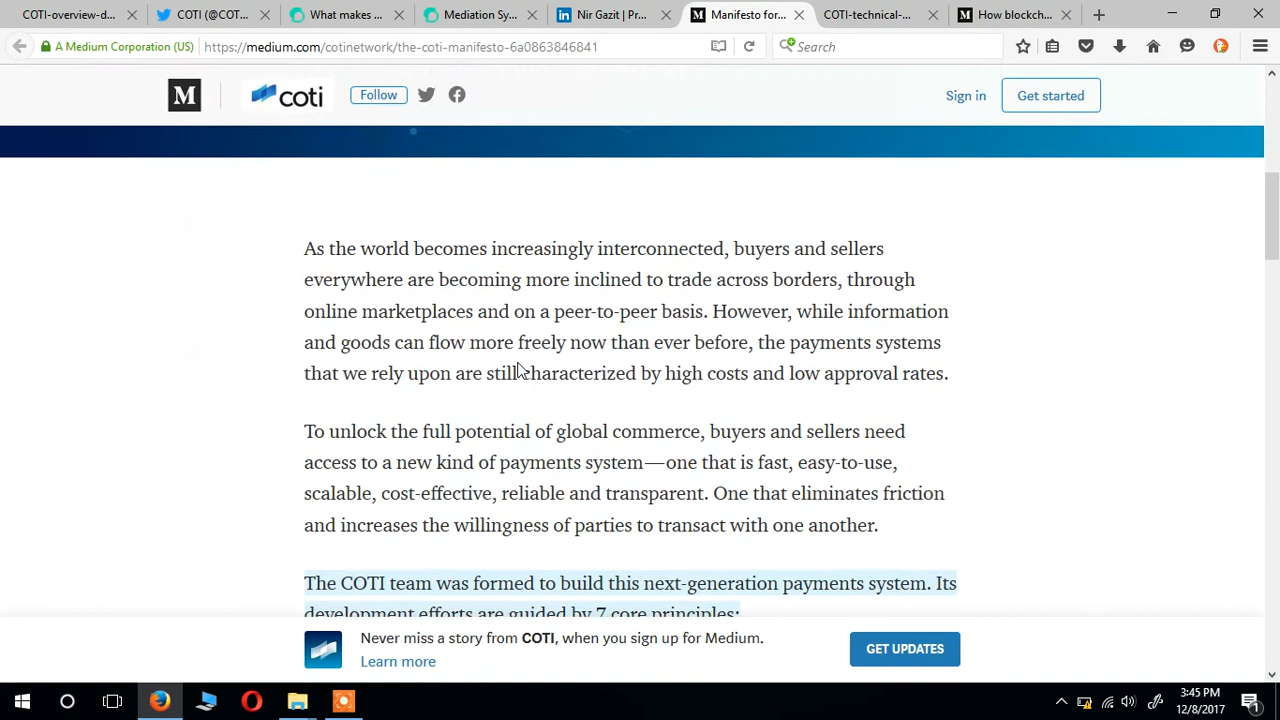 COTI-overview-d...
COTI (@COT...
What makes ...
Mediation Sy...
Nir Gazit | Pr...
Manifesto for...
COTI-technical-...
How blockch...
A Medium Corporation (US)
https://medium.com/cotinetwork/the-coti-manifesto-6a0863846841
Search
M
coti
Follow
Sign in
Get started
As the world becomes increasingly interconnected, buyers and sellers
everywhere are becoming more inclined to trade across borders, through
online marketplaces and on a peer-to-peer basis. However, while information
and goods can flow more freely now than ever before, the payments systems
that we rely upon are still characterized by high costs and low approval rates.
To unlock the full potential of global commerce, buyers and sellers need
access to a new kind of payments system—one that is fast, easy-to-use,
scalable, cost-effective, reliable and transparent. One that eliminates friction
and increases the willingness of parties to transact with one another.
The COTI team was formed to build this next-generation payments system. Its
development efforts are guided by 7 core principles:
Never miss a story from COTI, when you sign up for Medium.
Learn more
GET UPDATES
3:45 PM
12/8/2017